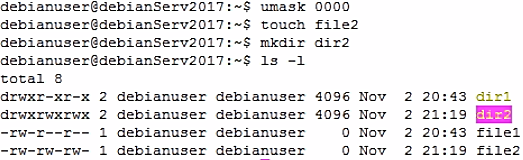 debianuser@debianServ2017:~$ umask 0000
debianuser@debianServ2017:~$ touch file2
debianuser@debianServ2017:~$ mkdir dir2
debianuser@debianServ2017:~$ ls -l
total 8
drwxr-xr-x 2 debianuser debianuser 4096 Nov  2 20:43 dir1
drwxrwxrwx 2 debianuser debianuser 4096 Nov  2 21:19 dir2
-rw-r--r-- 1 debianuser debianuser    0 Nov  2 20:43 file1
-rw-rw-rw- 1 debianuser debianuser    0 Nov  2 21:19 file2